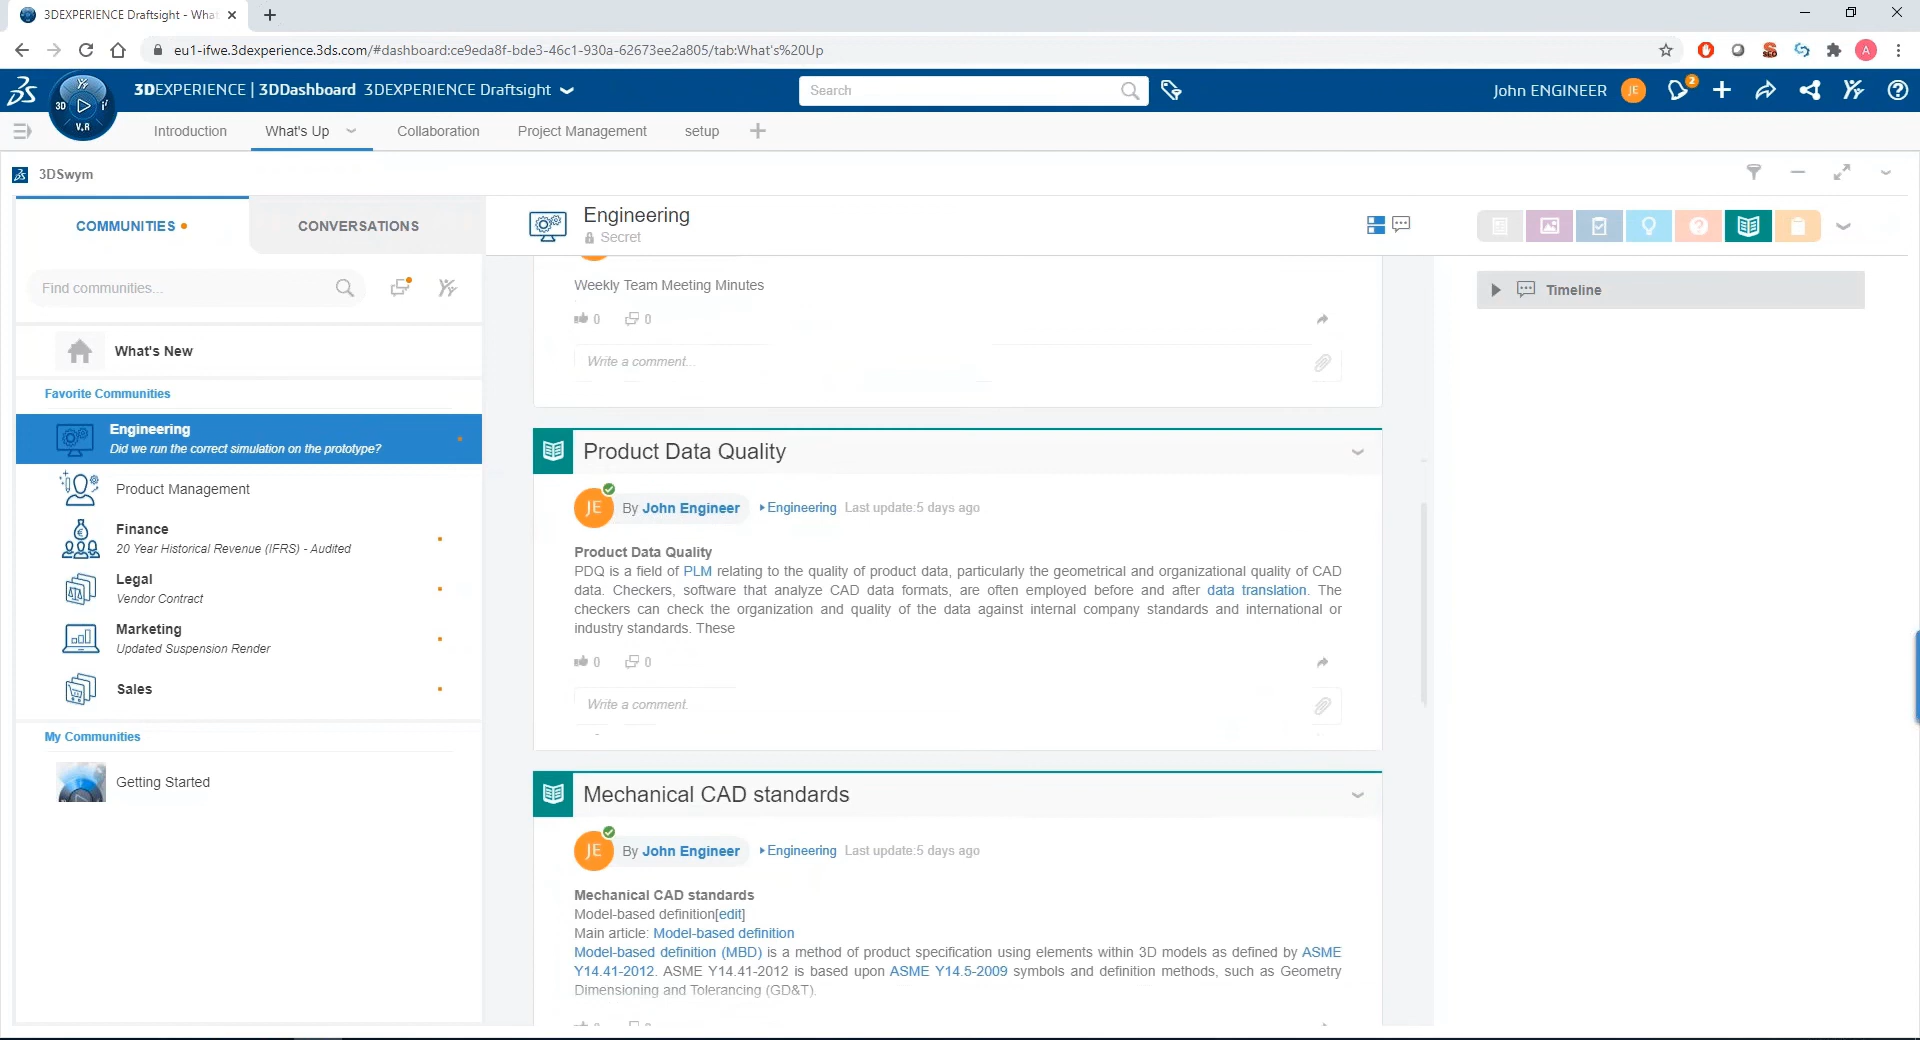 3DEXPERIENCE Draftsight - Wha
eu1-ifwe.3dexperience.3ds.com/#dashboard:ce9eda8f-bde3-46c1-930a-62673ee2a805/tab:What's%20Up
A
3D
V.R
3DEXPERIENCE | 3DDashboard 3DEXPERIENCE Draftsight
Search
John ENGINEER
JE
2
Introduction
What's Up
Collaboration
Project Management
setup
3DSwym
COMMUNITIES
CONVERSATIONS
Find communities...
What's New
Favorite Communities
Engineering
Did we run the correct simulation on the prototype?
Product Management
Finance
20 Year Historical Revenue (IFRS) - Audited
Legal
Vendor Contract
Marketing
Updated Suspension Render
Sales
My Communities
Getting Started
Engineering
Secret
Weekly Team Meeting Minutes
0 0
Write a comment...
Product Data Quality
JE By John Engineer Engineering Last update:5 days ago
Product Data Quality
PDQ is a field of PLM relating to the quality of product data, particularly the geometrical and organizational quality of CAD
data. Checkers, software that analyze CAD data formats, are often employed before and after data translation. The
checkers can check the organization and quality of the data against internal company standards and international or
industry standards. These
0 0
Write a comment.
Mechanical CAD standards
JE By John Engineer Engineering Last update:5 days ago
Mechanical CAD standards
Model-based definition[edit]
Main article: Model-based definition
Model-based definition (MBD) is a method of product specification using elements within 3D models as defined by ASME
Y14.41-2012. ASME Y14.41-2012 is based upon ASME Y14.5-2009 symbols and definition methods, such as Geometry
Dimensioning and Tolerancing (GD&T).
Timeline